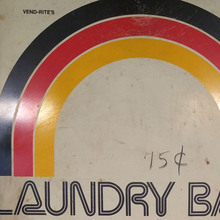 VEND-RITE'S
15¢
LAUNDRY BA